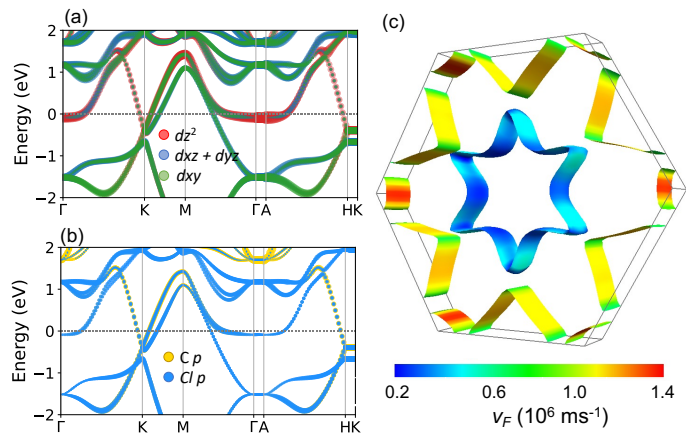 (a)
2
1
0
−1
−2
Energy (eV)
dz²
dxz + dyz
dxy
Γ K M ΓA HK
(b)
2
1
0
−1
−2
Energy (eV)
C p
Cl p
Γ K M ΓA HK
(c)
0.2 0.6 1.0 1.4
v_F (10⁶ ms⁻¹)